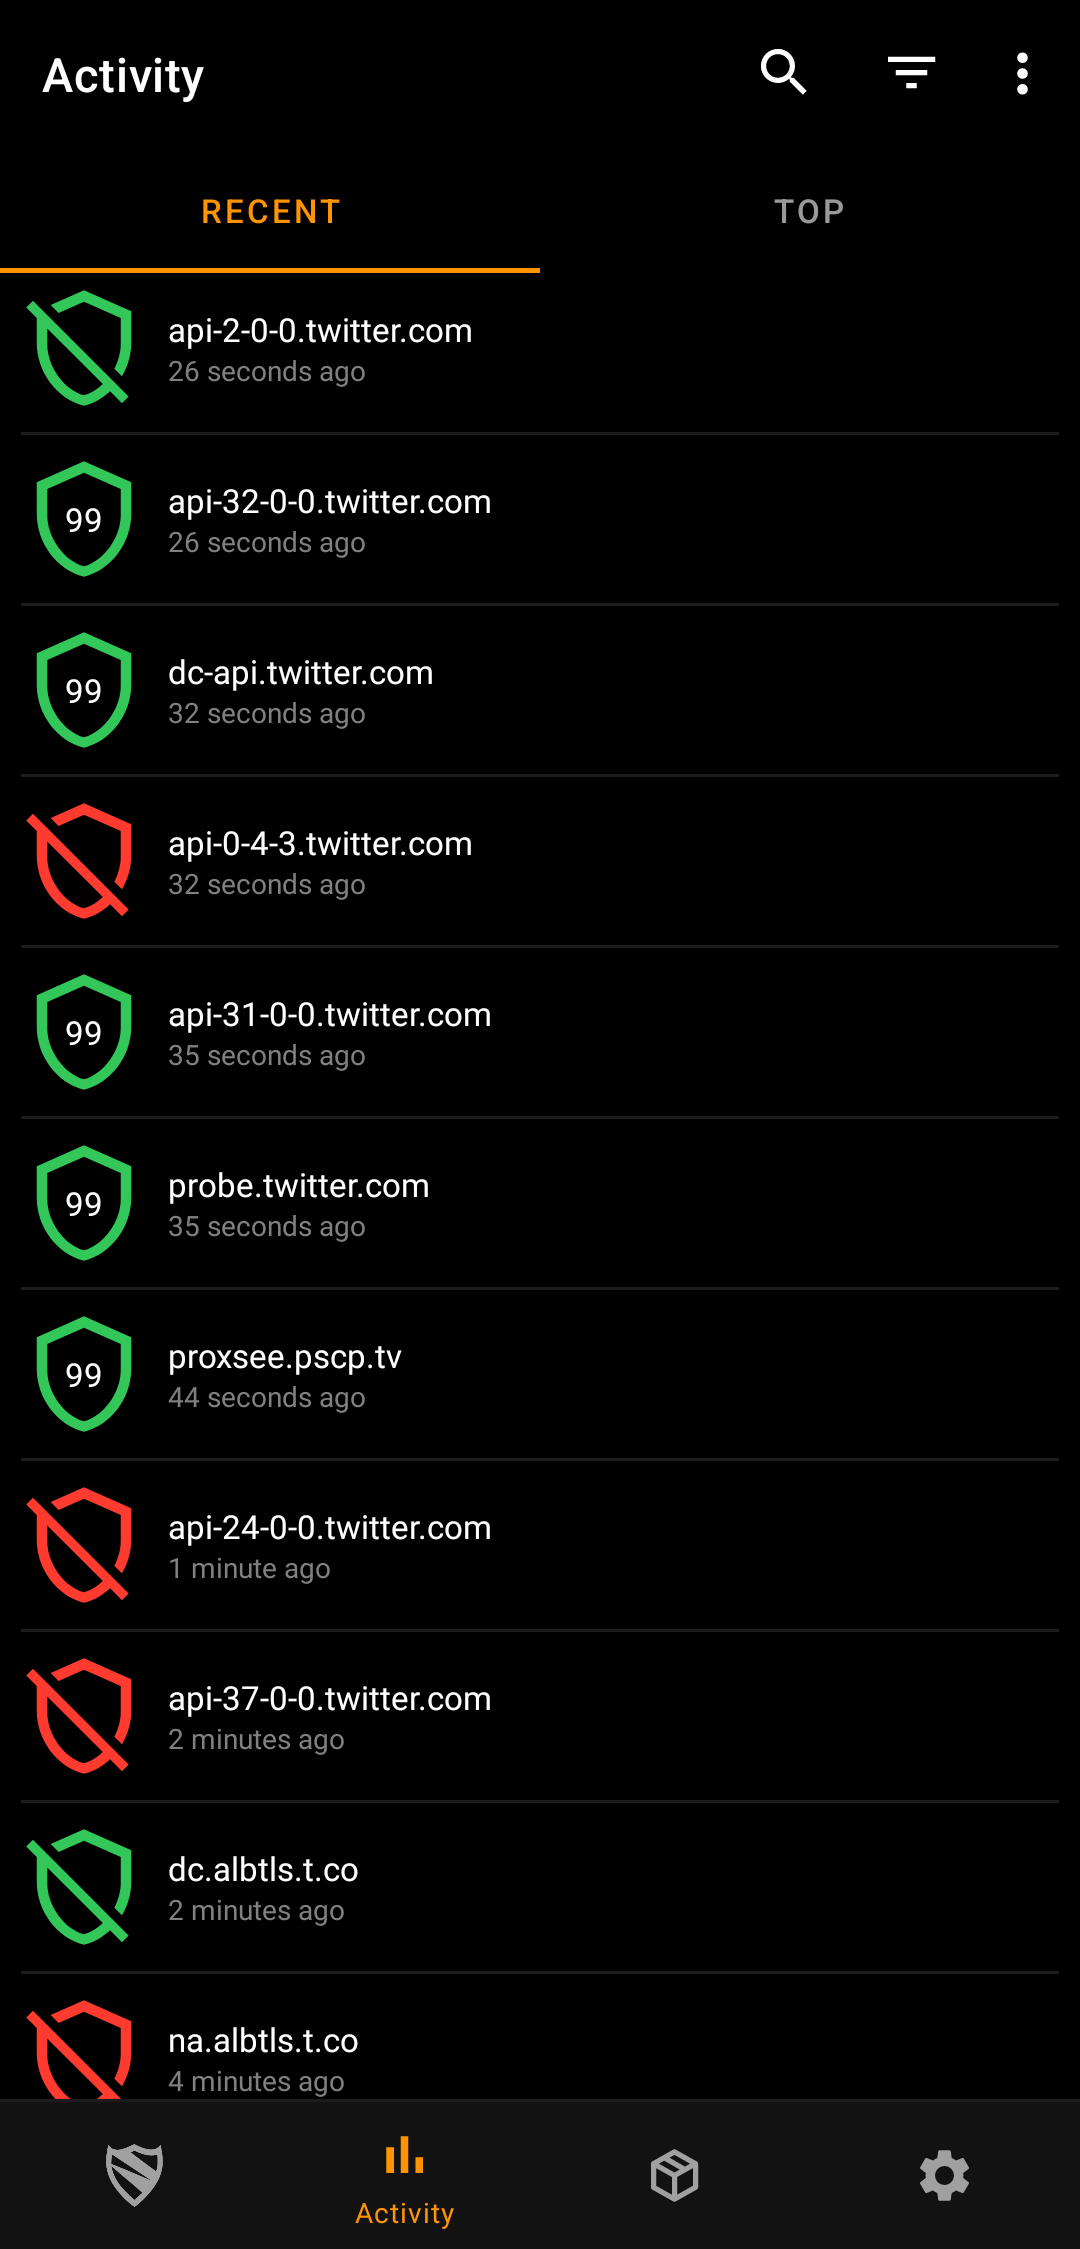 Activity
RECENT
TOP
api-2-0-0.twitter.com
26 seconds ago
99
api-32-0-0.twitter.com
26 seconds ago
99
dc-api.twitter.com
32 seconds ago
api-0-4-3.twitter.com
32 seconds ago
99
api-31-0-0.twitter.com
35 seconds ago
99
probe.twitter.com
35 seconds ago
99
proxsee.pscp.tv
44 seconds ago
api-24-0-0.twitter.com
1 minute ago
api-37-0-0.twitter.com
2 minutes ago
dc.albtls.t.co
2 minutes ago
na.albtls.t.co
4 minutes ago
Activity